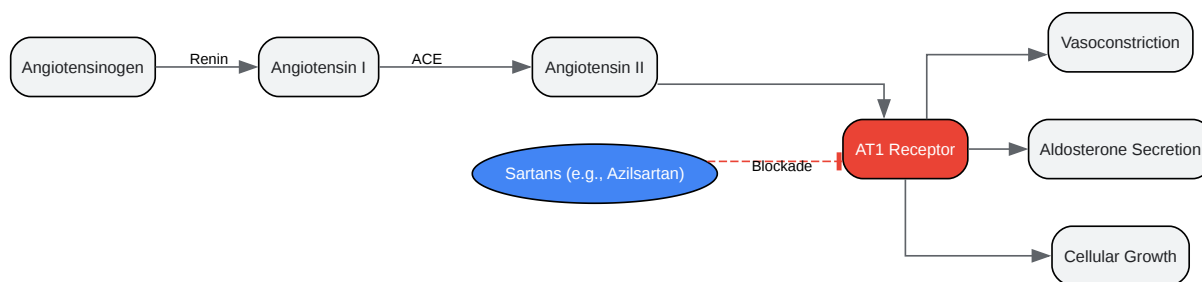 Angiotensinogen
Renin
Angiotensin I
ACE
Angiotensin II
Vasoconstriction
AT1 Receptor
Aldosterone Secretion
Sartans (e.g., Azilsartan)
Blockade
Cellular Growth